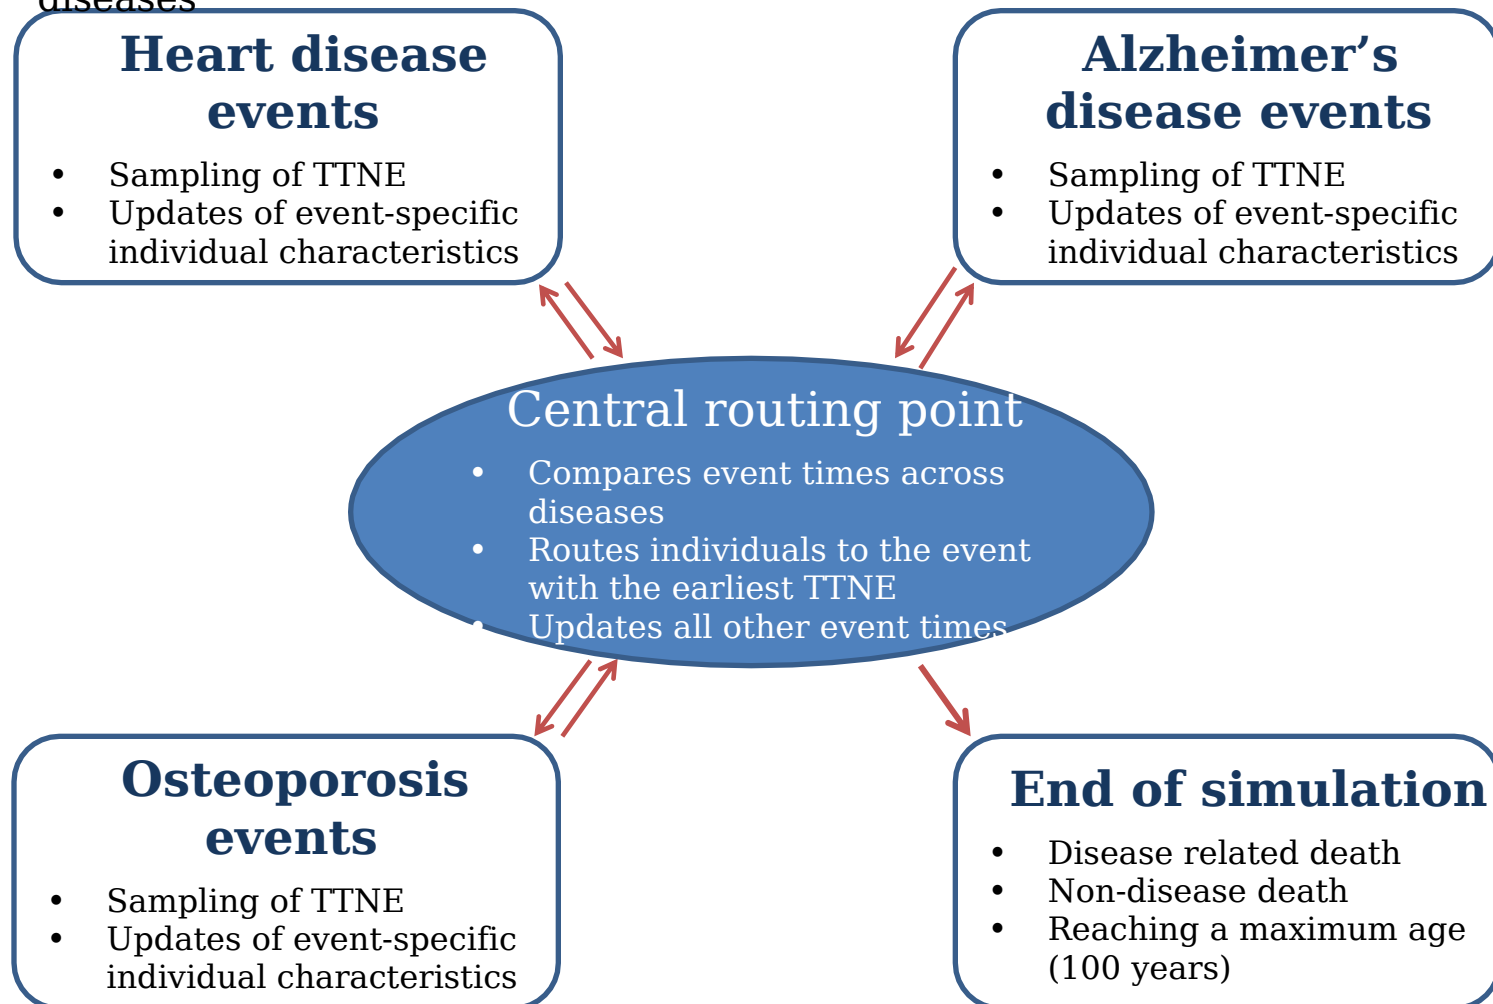 diseases
Heart disease
events
• Sampling of TTNE
• Updates of event-specific
individual characteristics
Alzheimer’s
disease events
• Sampling of TTNE
• Updates of event-specific
individual characteristics
Central routing point
• Compares event times across
diseases
• Routes individuals to the event
with the earliest TTNE
• Updates all other event times
Osteoporosis
events
• Sampling of TTNE
• Updates of event-specific
individual characteristics
End of simulation
• Disease related death
• Non-disease death
• Reaching a maximum age
(100 years)